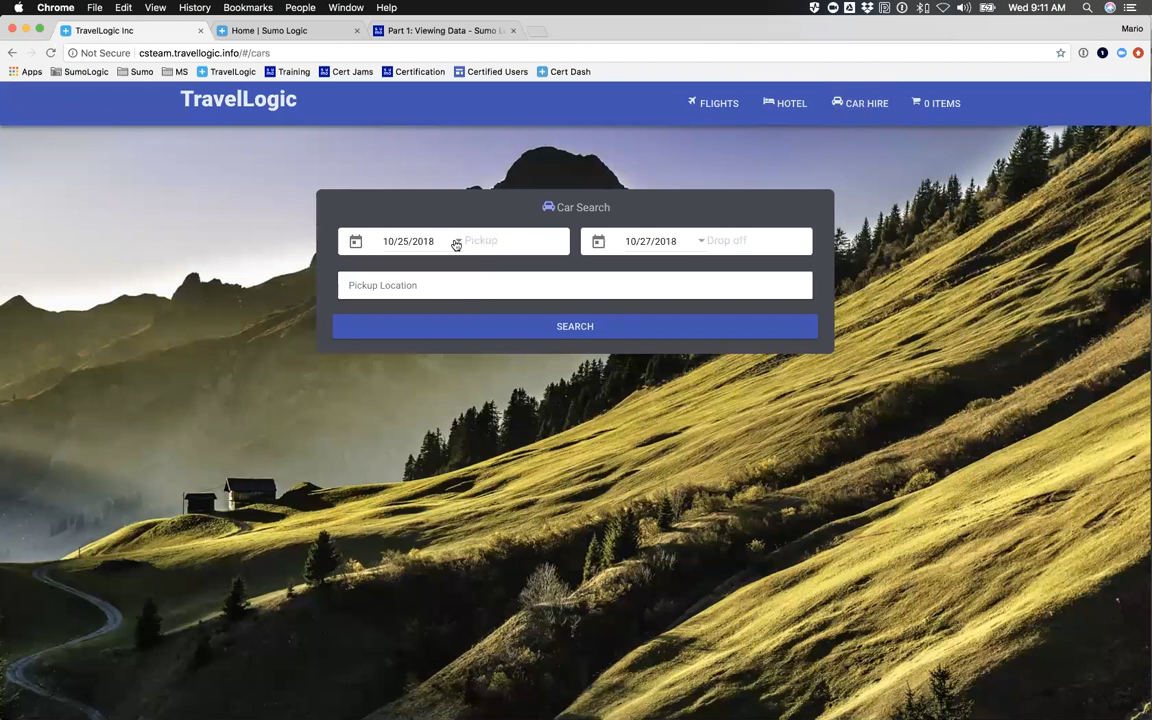 Chrome File Edit View History Bookmarks People Window Help Wed 9:11 AM
TravelLogic Inc Home | Sumo Logic Part 1: Viewing Data - Sumo L Mario
Not Secure csteam.travellogic.info/#/cars
Apps SumoLogic Sumo MS TravelLogic Training Cert Jams Certification Certified Users Cert Dash
TravelLogic FLIGHTS HOTEL CAR HIRE 0 ITEMS
Car Search
10/25/2018 Pickup 10/27/2018 Drop off
Pickup Location
SEARCH